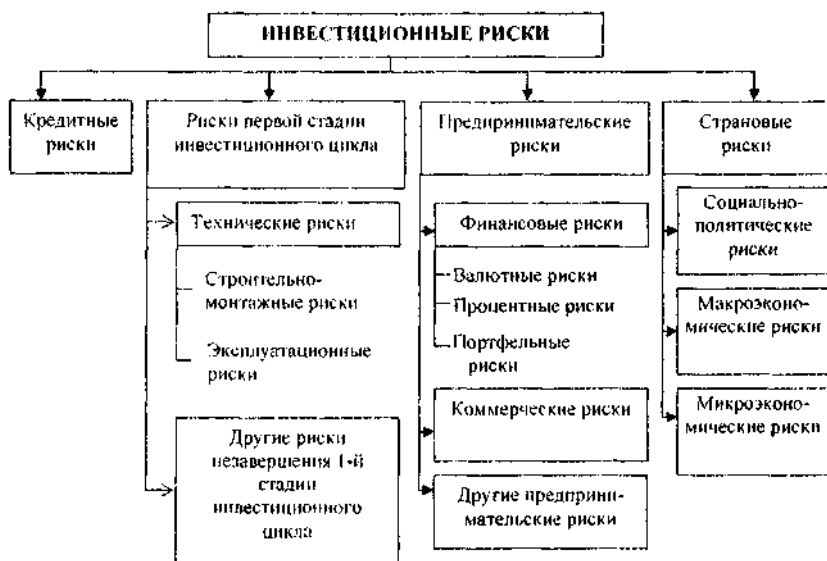 ИНВЕСТИЦИОННЫЕ РИСКИ
Кредитные
риски
Риски первой стадии
инвестиционного цикла
Предпринимательские
риски
Страновые
риски
Технические риски
Строительно-
монтажные риски
Эксплуатационные
риски
Другие риски
незавершения 1-й
стадии
инвестиционного
цикла
Финансовые риски
Валютные риски
Процентные риски
Портфельные
риски
Коммерческие риски
Другие предприни-
мательские риски
Социально-
политические
риски
Макроэконо-
мические риски
Микроэконо-
мические риски